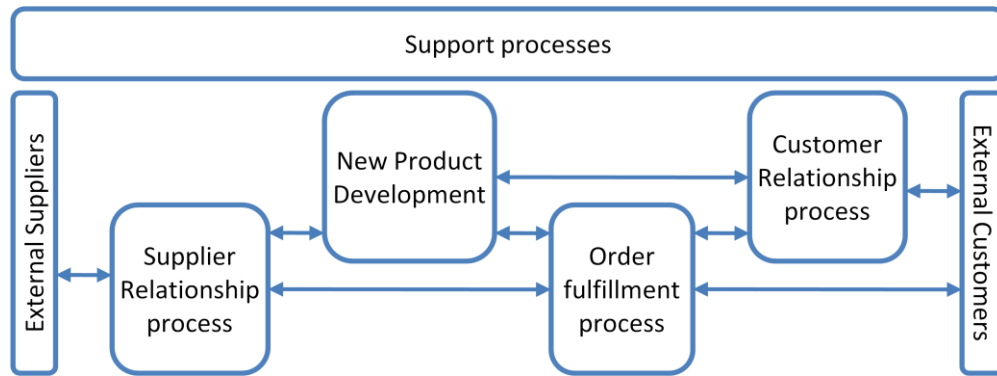 Support processes
External Suppliers
Supplier
Relationship
process
New Product
Development
Order
fulfillment
process
Customer
Relationship
process
External Customers